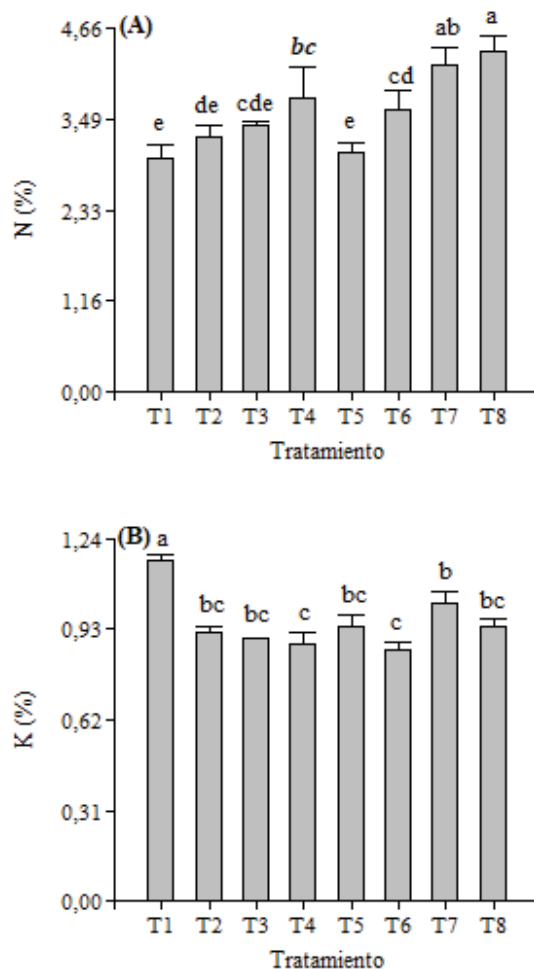 (A)
4,66
3,49
2,33
1,16
0,00
N (%)
e de cde bc e cd ab a
T1 T2 T3 T4 T5 T6 T7 T8
Tratamiento
(B)
1,24
0,93
0,62
0,31
0,00
K (%)
a bc bc c bc c b bc
T1 T2 T3 T4 T5 T6 T7 T8
Tratamiento